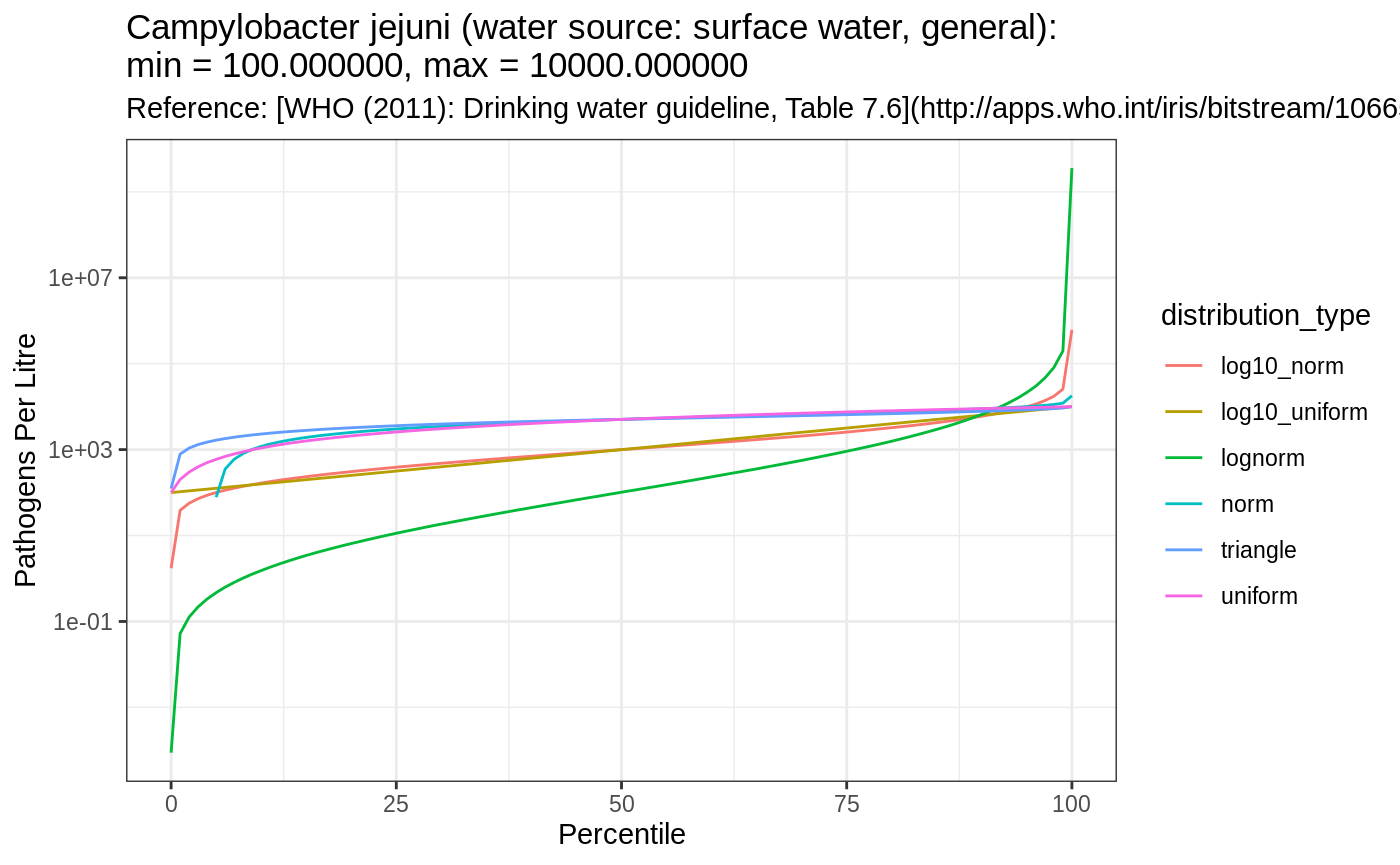 Campylobacter jejuni (water source: surface water, general):
min = 100.000000, max = 10000.000000
Reference: [WHO (2011): Drinking water guideline, Table 7.6](http://apps.who.int/iris/bitstream/1066
Pathogens Per Litre
1e+07
1e+03
1e-01
0 25 50 75 100
Percentile
distribution_type
log10_norm
log10_uniform
lognorm
norm
triangle
uniform